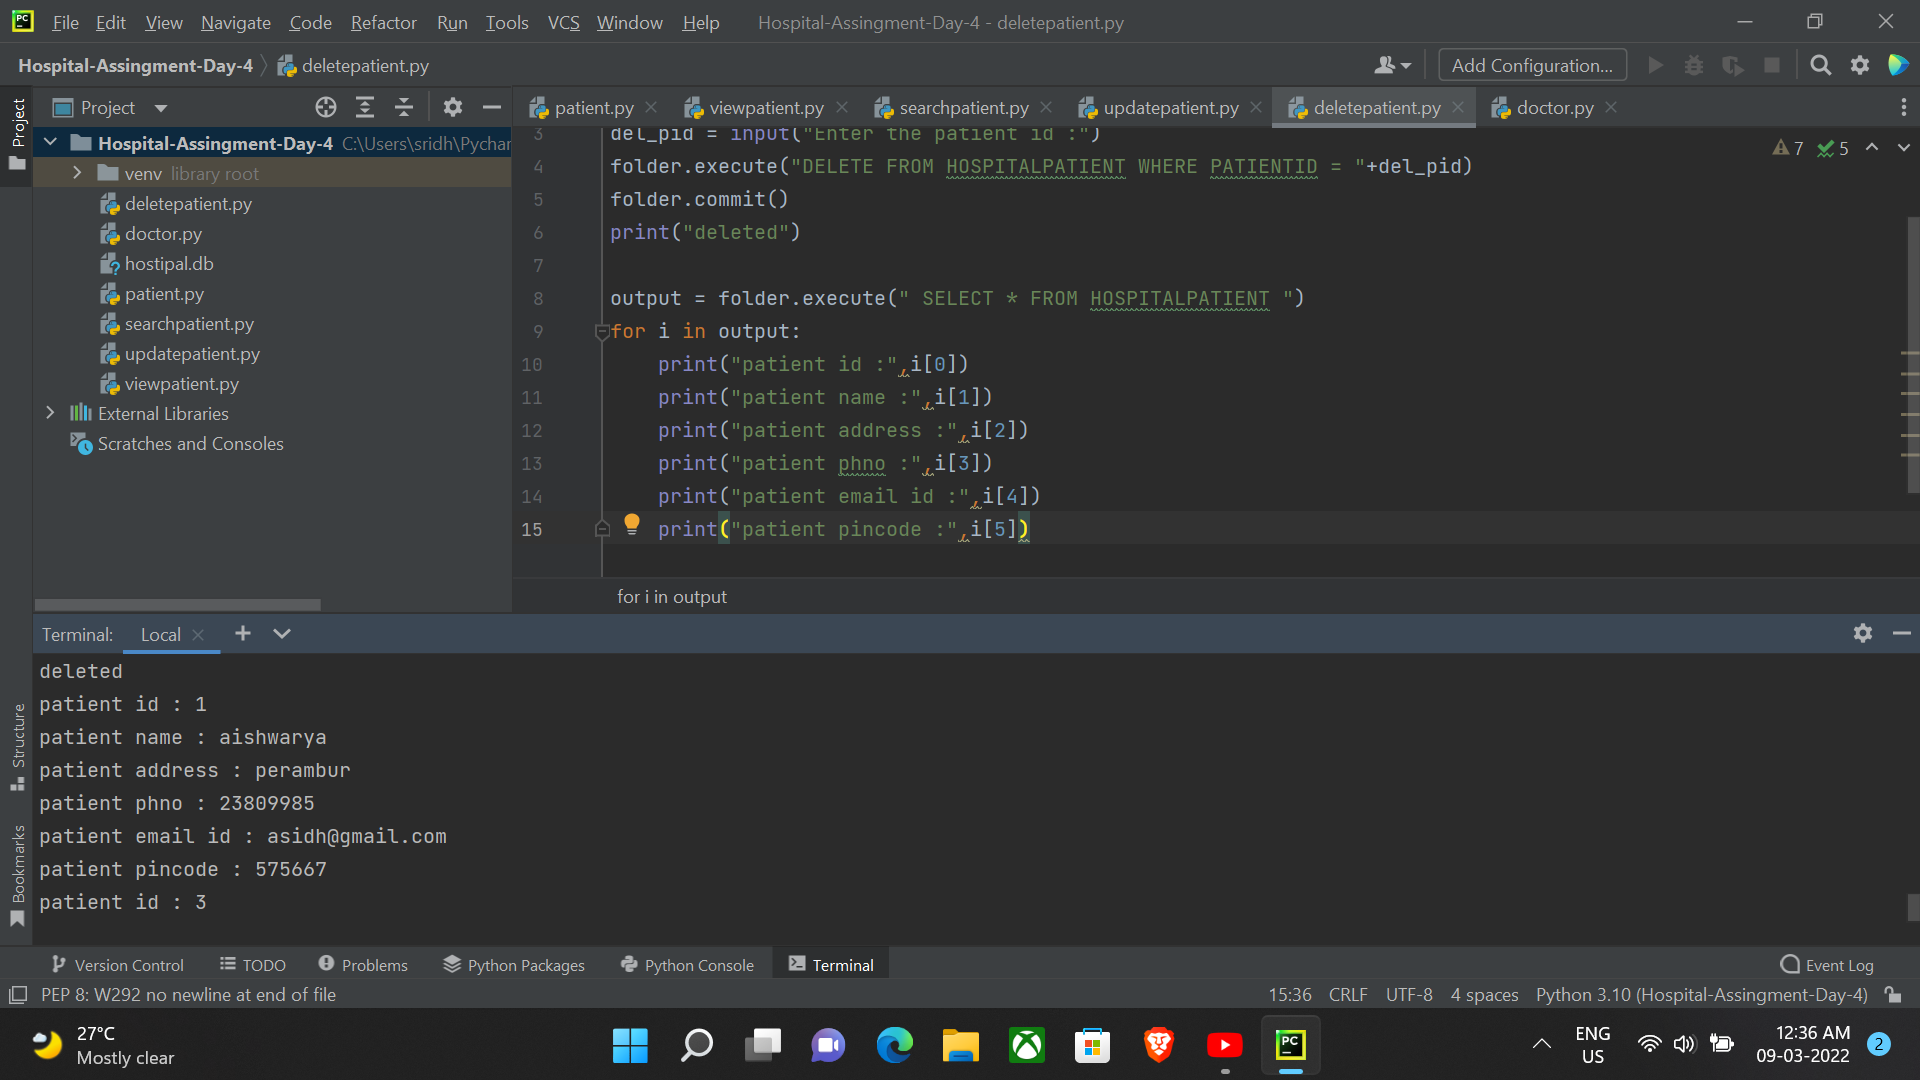 File Edit View Navigate Code Refactor Run Tools VCS Window Help Hospital-Assingment-Day-4 - deletepatient.py
Hospital-Assingment-Day-4 deletepatient.py Add Configuration...
Project
Project
patient.py viewpatient.py searchpatient.py updatepatient.py deletepatient.py doctor.py
Hospital-Assingment-Day-4 C:\Users\sridh\Pychar
venv library root
deletepatient.py
doctor.py
hostipal.db
patient.py
searchpatient.py
updatepatient.py
viewpatient.py
External Libraries
Scratches and Consoles
3 del_pid = input("Enter the patient id :")
4 folder.execute("DELETE FROM HOSPITALPATIENT WHERE PATIENTID = "+del_pid)
5 folder.commit()
6 print("deleted")
7
8 output = folder.execute(" SELECT * FROM HOSPITALPATIENT ")
9 for i in output:
10 print("patient id :",i[0])
11 print("patient name :",i[1])
12 print("patient address :",i[2])
13 print("patient phno :",i[3])
14 print("patient email id :",i[4])
15 print("patient pincode :",i[5])
7 5
for i in output
Terminal: Local
deleted
patient id : 1
patient name : aishwarya
patient address : perambur
patient phno : 23809985
patient email id : asidh@gmail.com
patient pincode : 575667
patient id : 3
Structure
Bookmarks
Version Control TODO Problems Python Packages Python Console Terminal Event Log
PEP 8: W292 no newline at end of file 15:36 CRLF UTF-8 4 spaces Python 3.10 (Hospital-Assingment-Day-4)
27°C
Mostly clear
PC
ENG
US
12:36 AM
09-03-2022
2